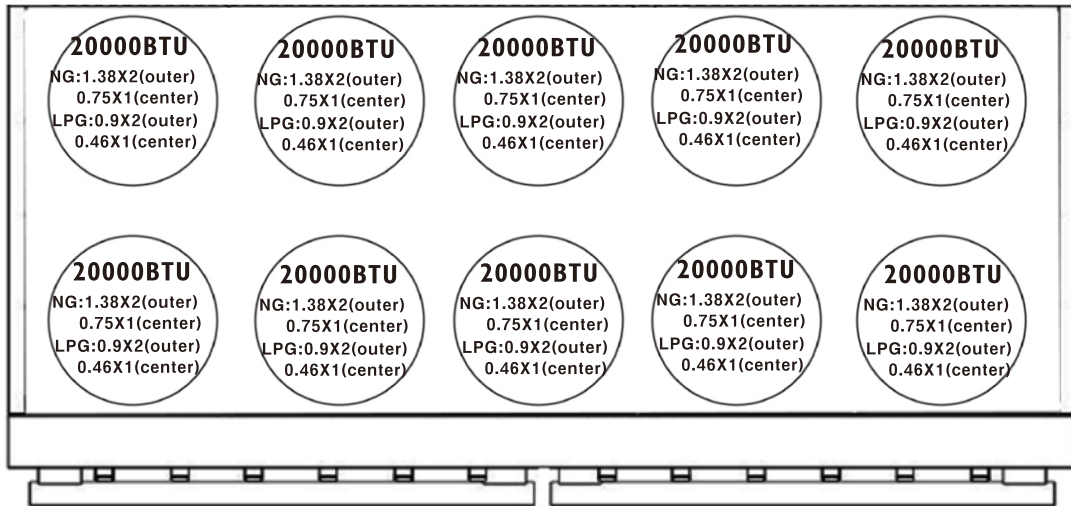 20000BTU
NG:1.38X2(outer)
0.75X1(center)
LPG:0.9X2(outer)
0.46X1(center)
20000BTU
NG:1.38X2(outer)
0.75X1(center)
LPG:0.9X2(outer)
0.46X1(center)
20000BTU
NG:1.38X2(outer)
0.75X1(center)
LPG:0.9X2(outer)
0.46X1(center)
20000BTU
NG:1.38X2(outer)
0.75X1(center)
LPG:0.9X2(outer)
0.46X1(center)
20000BTU
NG:1.38X2(outer)
0.75X1(center)
LPG:0.9X2(outer)
0.46X1(center)
20000BTU
NG:1.38X2(outer)
0.75X1(center)
LPG:0.9X2(outer)
0.46X1(center)
20000BTU
NG:1.38X2(outer)
0.75X1(center)
LPG:0.9X2(outer)
0.46X1(center)
20000BTU
NG:1.38X2(outer)
0.75X1(center)
LPG:0.9X2(outer)
0.46X1(center)
20000BTU
NG:1.38X2(outer)
0.75X1(center)
LPG:0.9X2(outer)
0.46X1(center)
20000BTU
NG:1.38X2(outer)
0.75X1(center)
LPG:0.9X2(outer)
0.46X1(center)